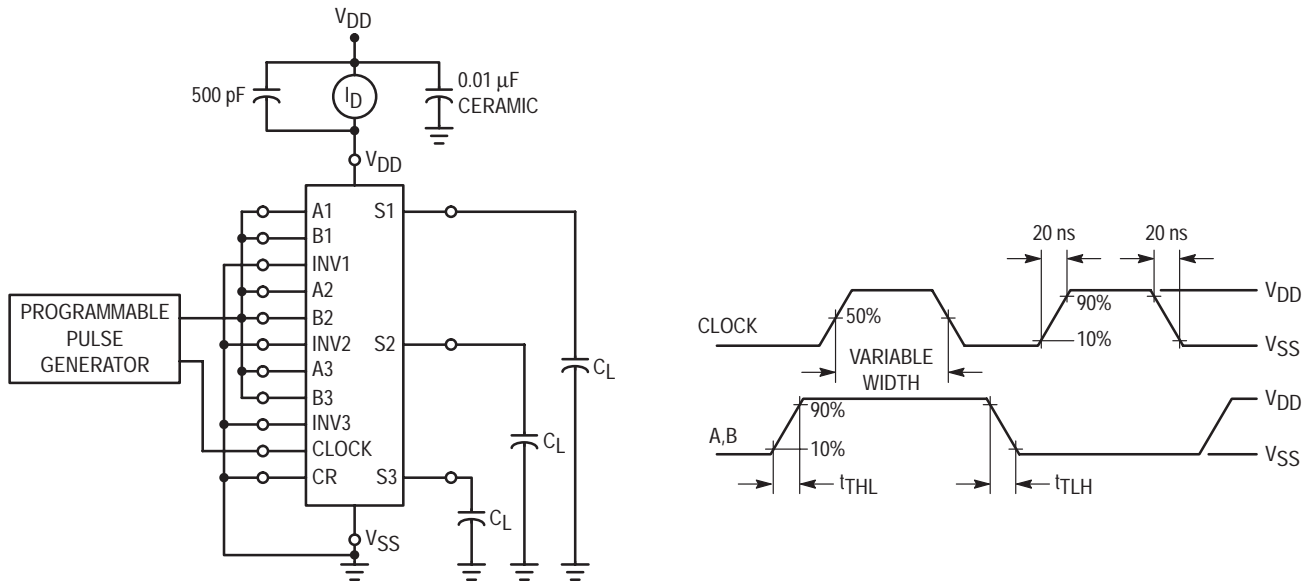 VDD
500 pF
ID
0.01 μF
CERAMIC
VDD
A1
S1
B1
INV1
A2
B2
INV2
S2
A3
B3
INV3
CLOCK
CR
S3
VSS
PROGRAMMABLE
PULSE
GENERATOR
CL
CL
CL
20 ns
20 ns
CLOCK
50%
90%
10%
VDD
VSS
VARIABLE
WIDTH
A,B
90%
10%
VDD
VSS
tTHL
tTLH